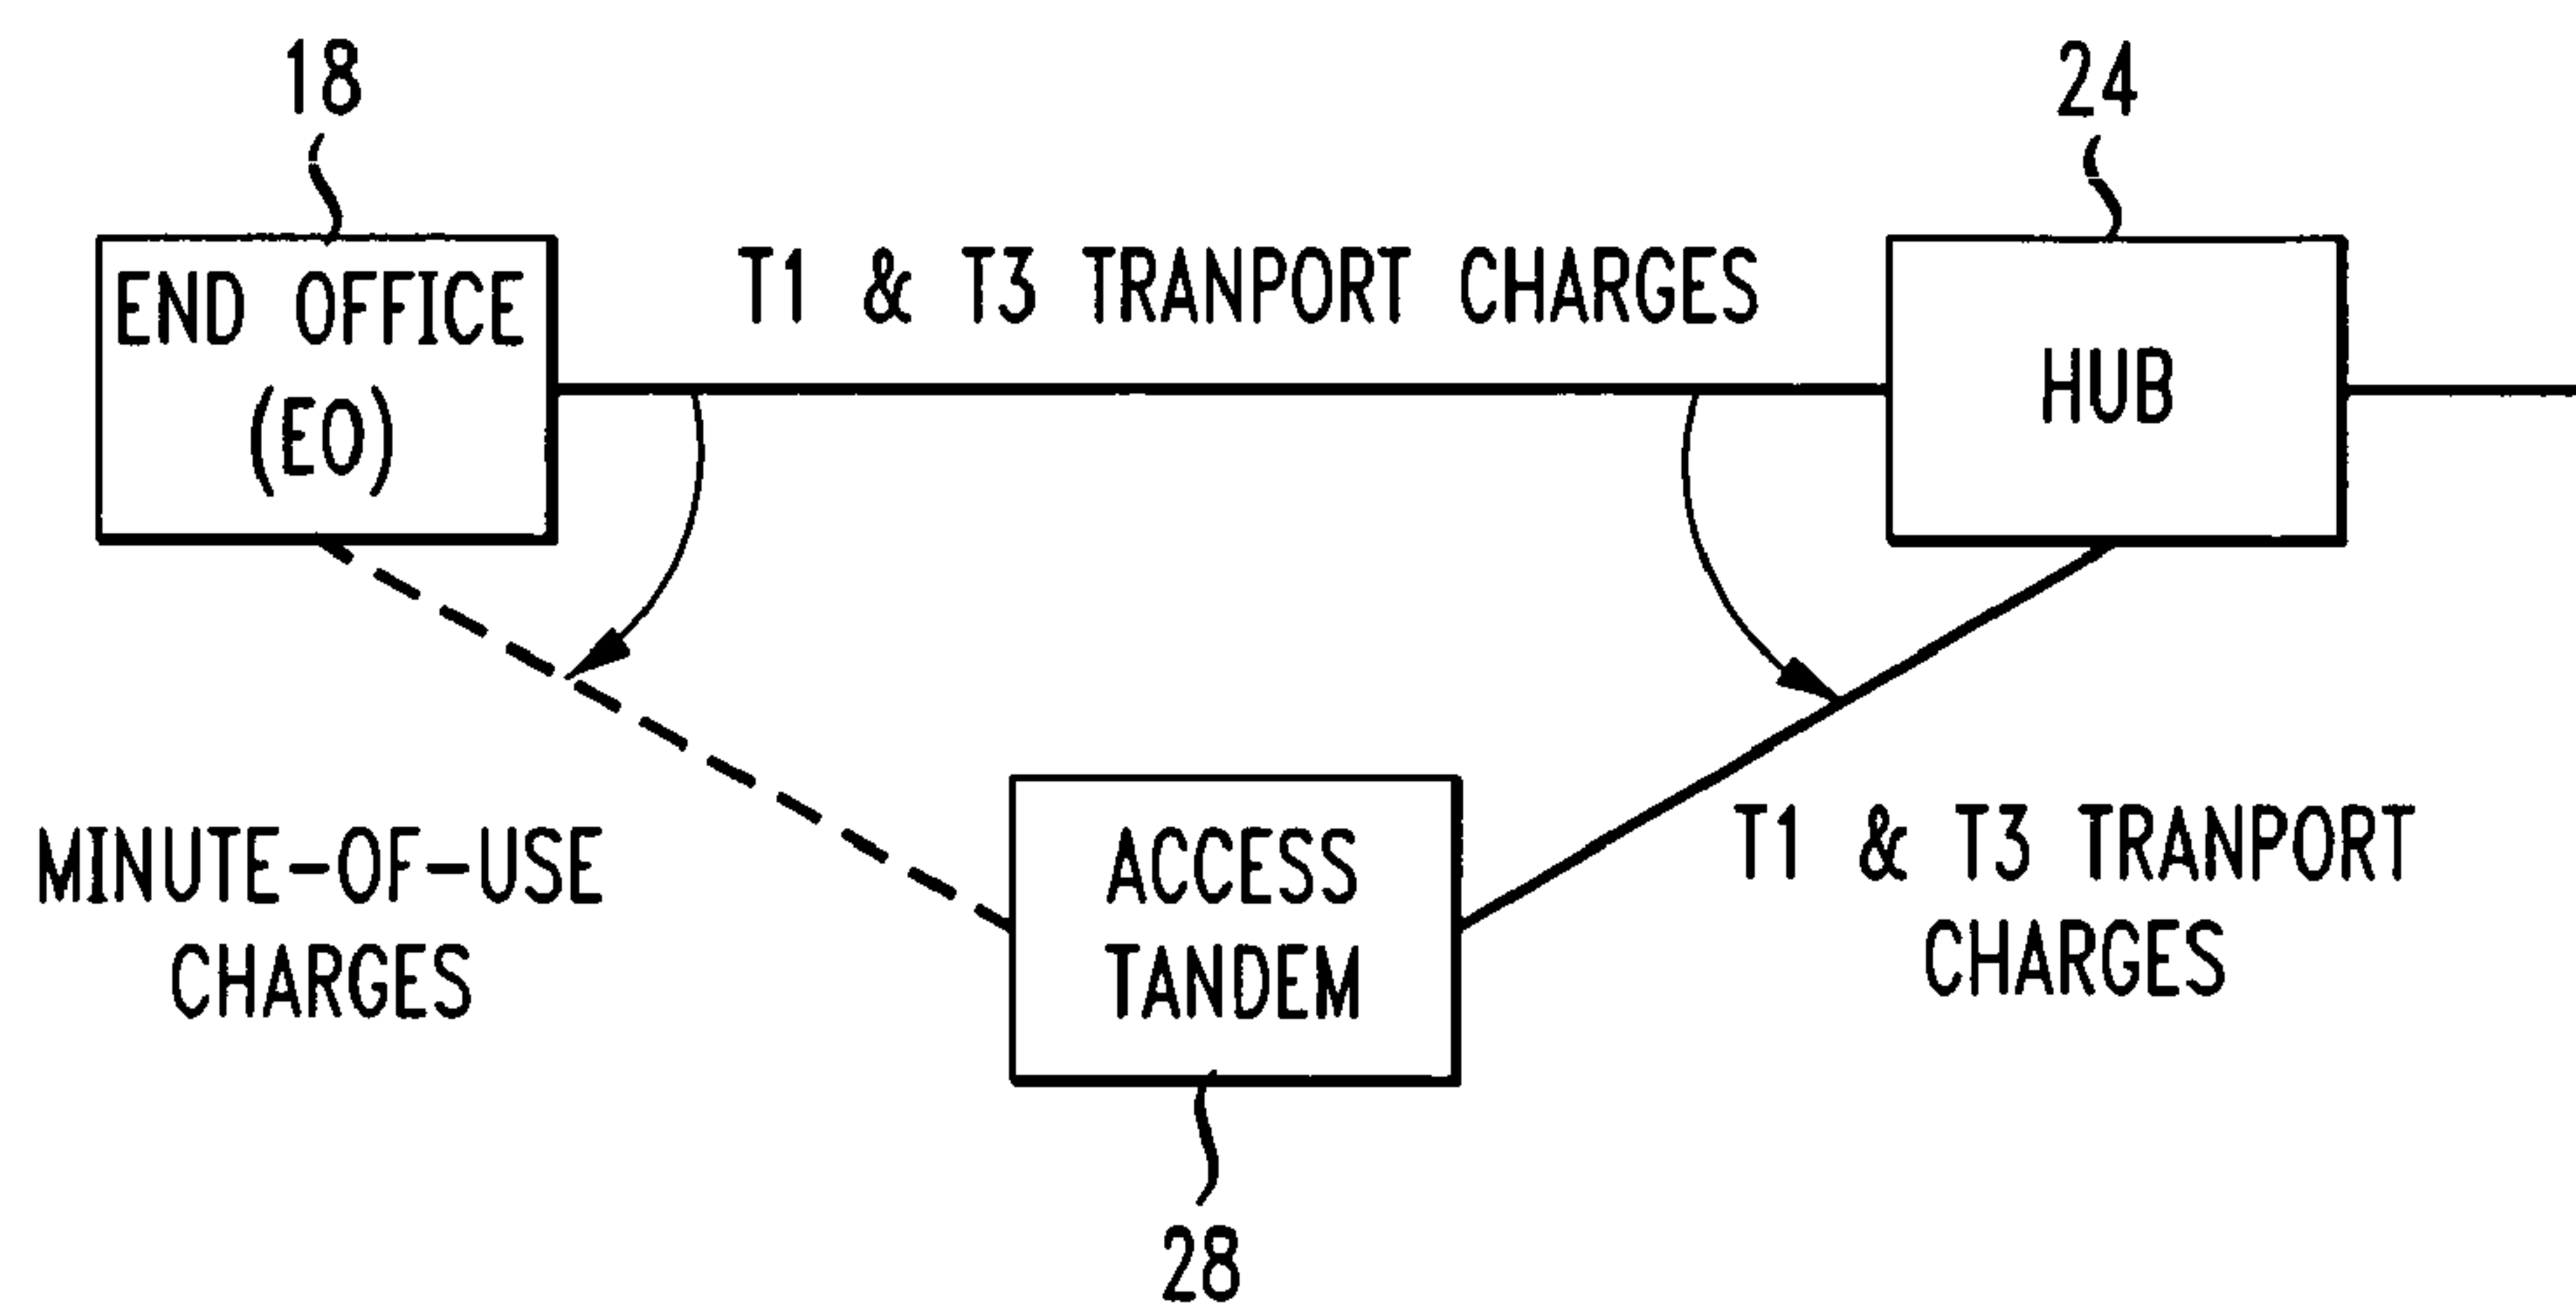 18
24
END OFFICE
(EO)
T1 & T3 TRANPORT CHARGES
HUB
MINUTE-OF-USE
CHARGES
ACCESS
TANDEM
T1 & T3 TRANPORT
CHARGES
28